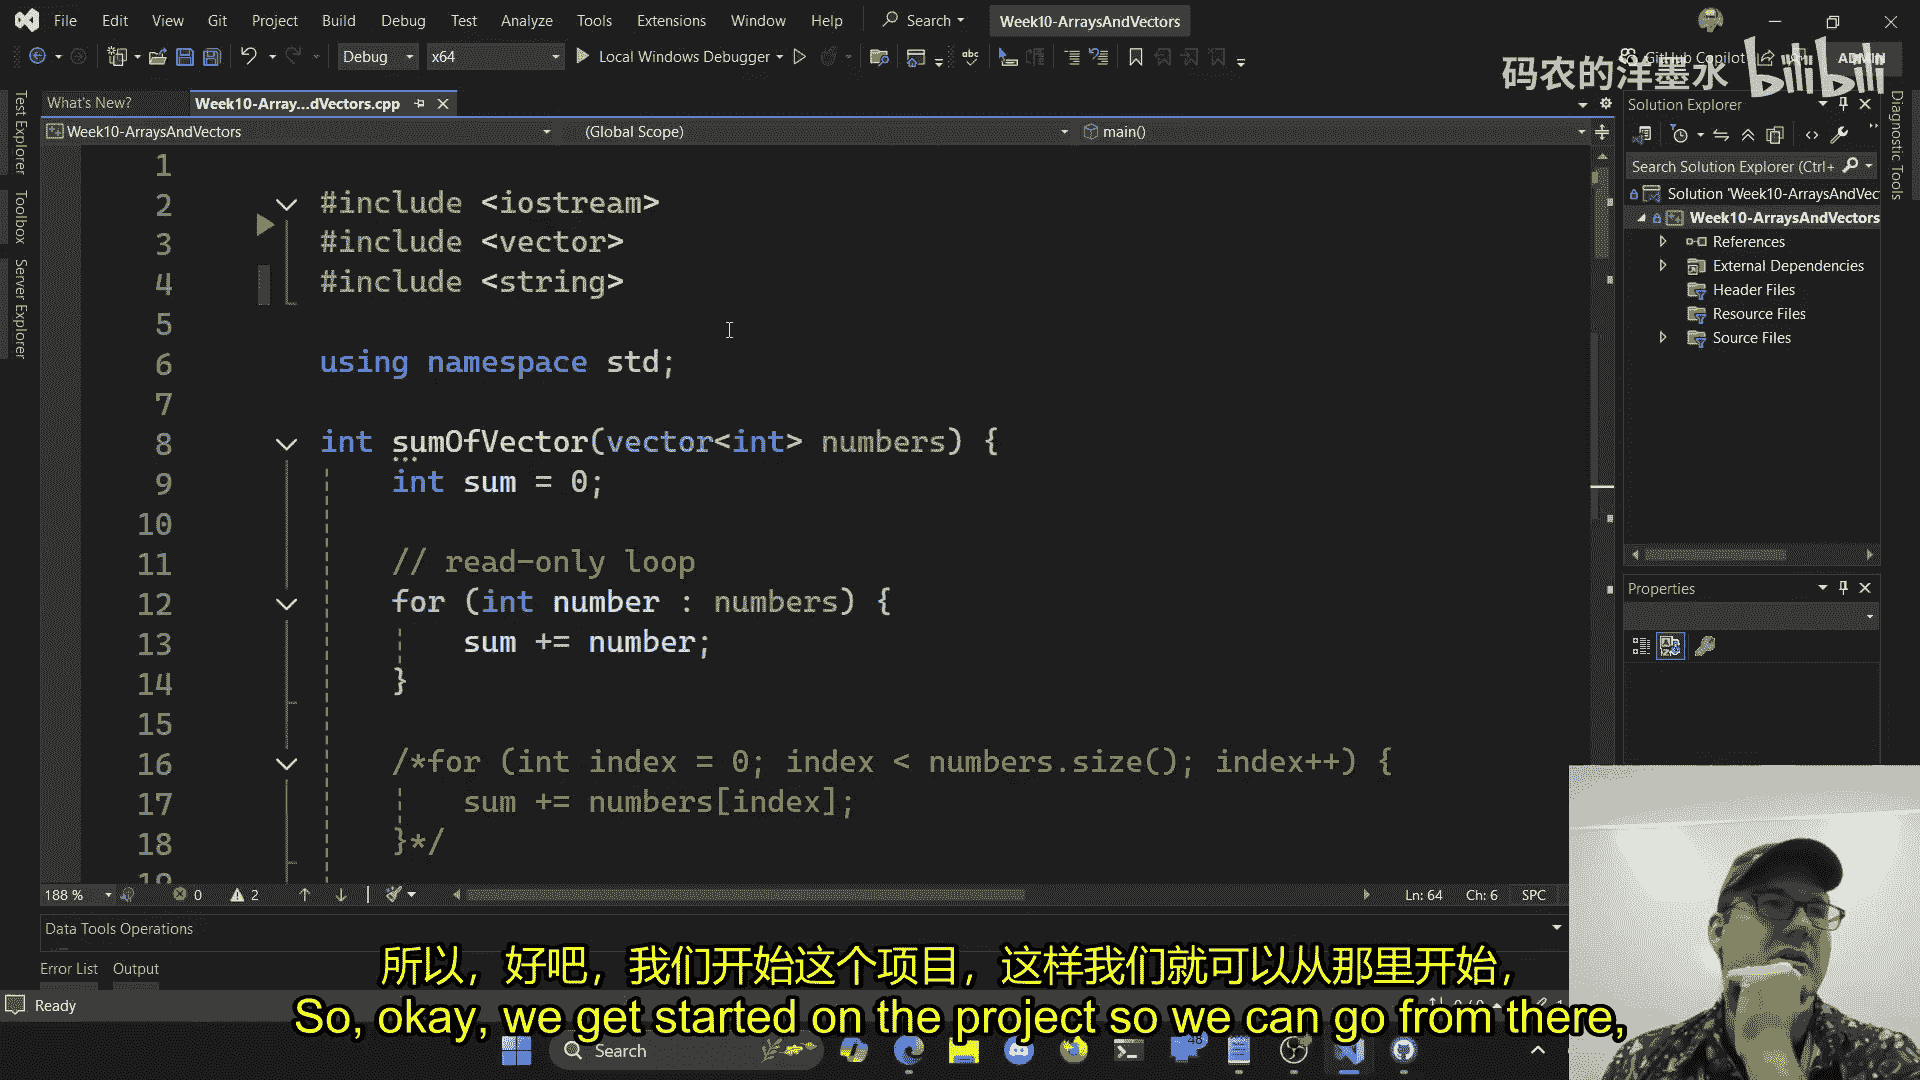 File Edit View Git Project Build Debug Test Analyze Tools Extensions Window Help Search Week10-ArraysAndVectors
Debug x64 Local Windows Debugger GitHub Copilot ADMIN
码农的洋墨水 bilibili
What's New? Week10-Array...dVectors.cpp
Solution Explorer
Week10-ArraysAndVectors (Global Scope) main()
Search Solution Explorer (Ctrl+
Solution 'Week10-ArraysAndVec
Week10-ArraysAndVectors
References
External Dependencies
Header Files
Resource Files
Source Files
Properties
Test Explorer
Toolbox
Server Explorer
Diagnostic Tools
1
2 #include <iostream>
3 #include <vector>
4 #include <string>
5
6 using namespace std;
7
8 int sumOfVector(vector<int> numbers) {
9 int sum = 0;
10
11 // read-only loop
12 for (int number : numbers) {
13 sum += number;
14 }
15
16 /*for (int index = 0; index < numbers.size(); index++) {
17 sum += numbers[index];
18 }*/
19
188 % 0 2 Ln: 64 Ch: 6 SPC
Data Tools Operations
Error List Output
Ready
所以，好吧，我们开始这个项目，这样我们就可以从那里开始，
So, okay, we get started on the project so we can go from there,
Search